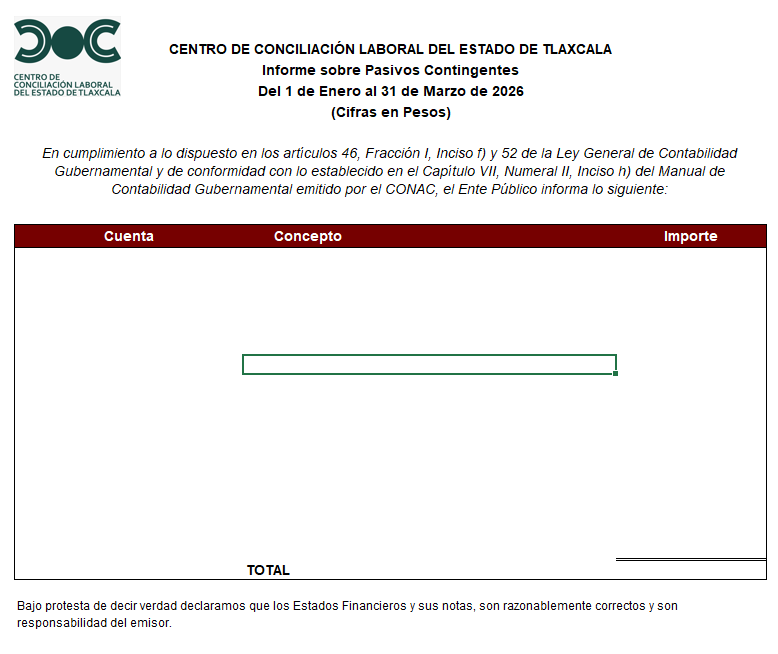 CENTRO DE
CONCILIACIÓN LABORAL
DEL ESTADO DE TLAXCALA
CENTRO DE CONCILIACIÓN LABORAL DEL ESTADO DE TLAXCALA
Informe sobre Pasivos Contingentes
Del 1 de Enero al 31 de Marzo de 2026
(Cifras en Pesos)
En cumplimiento a lo dispuesto en los artículos 46, Fracción I, Inciso f) y 52 de la Ley General de Contabilidad
Gubernamental y de conformidad con lo establecido en el Capítulo VII, Numeral II, Inciso h) del Manual de
Contabilidad Gubernamental emitido por el CONAC, el Ente Público informa lo siguiente:
Cuenta Concepto Importe
TOTAL
Bajo protesta de decir verdad declaramos que los Estados Financieros y sus notas, son razonablemente correctos y son
responsabilidad del emisor.